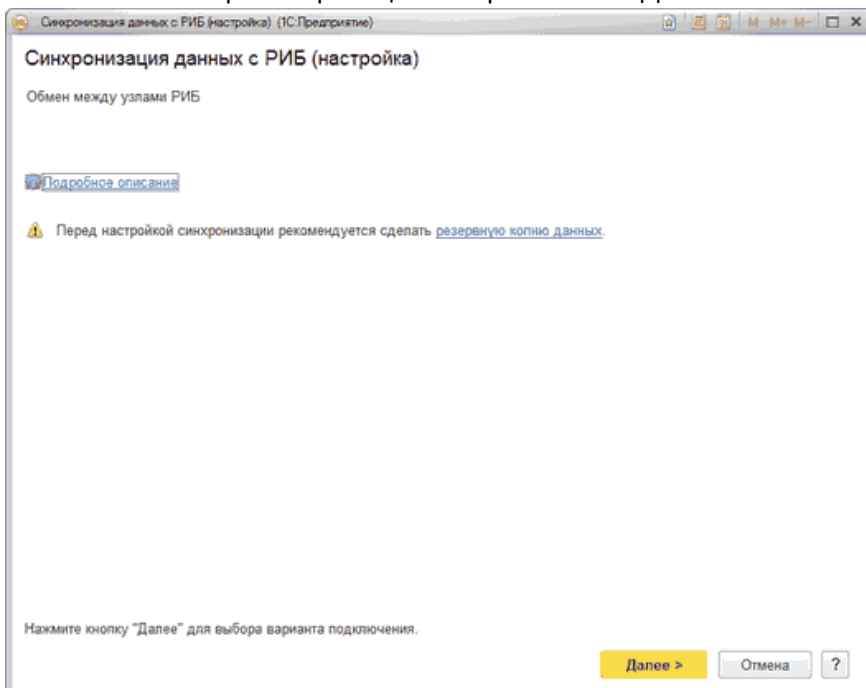 Синхронизация данных с РИБ (настройка) (1С:Предприятие)
M M+ M-
Синхронизация данных с РИБ (настройка)
Обмен между узлами РИБ
Подробное описание
Перед настройкой синхронизации рекомендуется сделать резервную копию данных.
Нажмите кнопку "Далее" для выбора варианта подключения.
Далее > Отмена ?